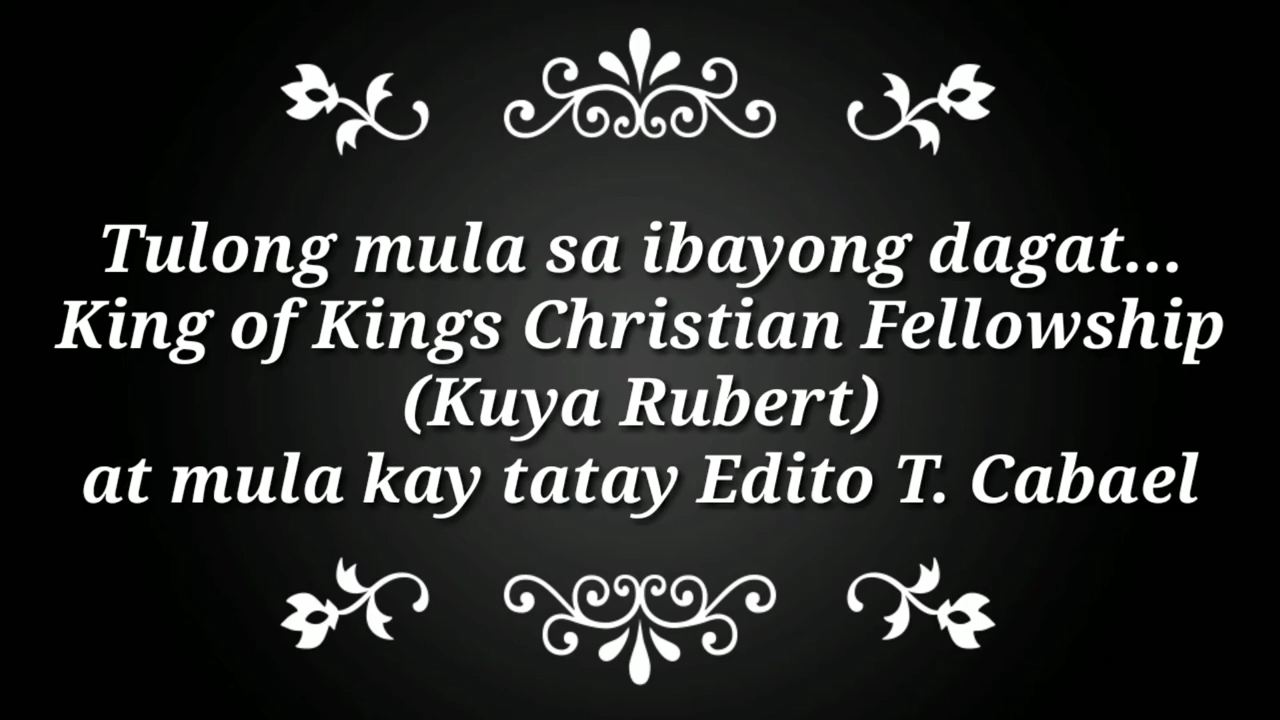 Tulong mula sa ibayong dagat...
King of Kings Christian Fellowship
(Kuya Rubert)
at mula kay tatay Edito T. Cabael